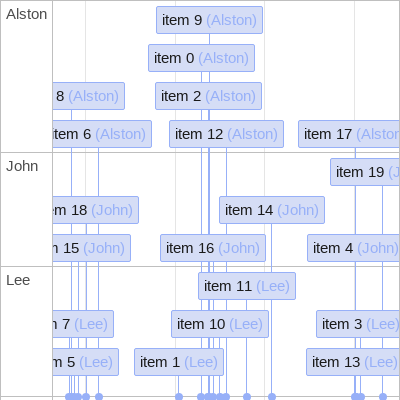 Alston
item 9 (Alston)
item 0 (Alston)
8 (Alston) item 2 (Alston)
item 6 (Alston) item 12 (Alston) item 17 (Alston
John
item 19 (J
m 18 (John) item 14 (John)
15 (John) item 16 (John) item 4 (John)
Lee
item 11 (Lee)
7 (Lee) item 10 (Lee) item 3 (Lee)
m 5 (Lee) item 1 (Lee) item 13 (Lee)